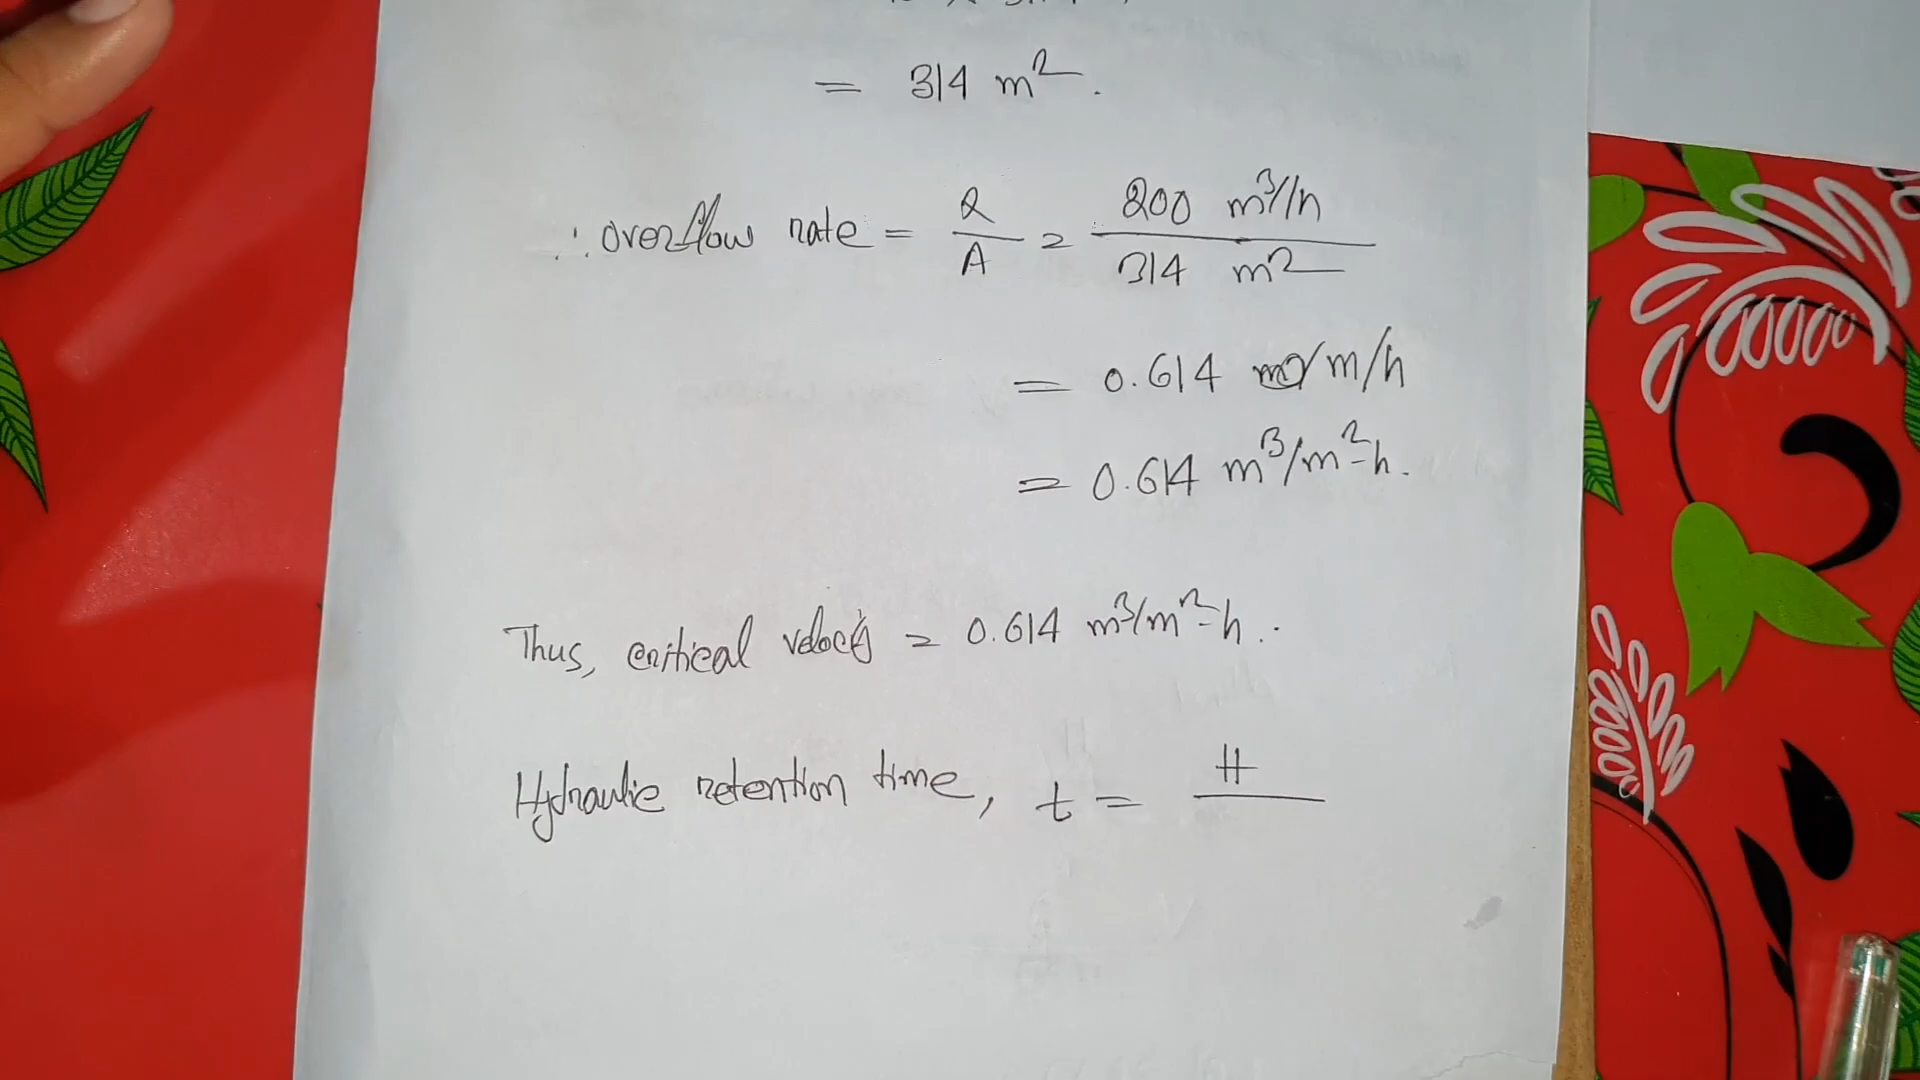 = 314 m².
∴ overflow rate = Q/A = 200 m³/h / 314 m²
= 0.614 m/h
= 0.614 m³/m²-h.
Thus, critical velocity = 0.614 m³/m²-h.
Hydraulic retention time, t = H